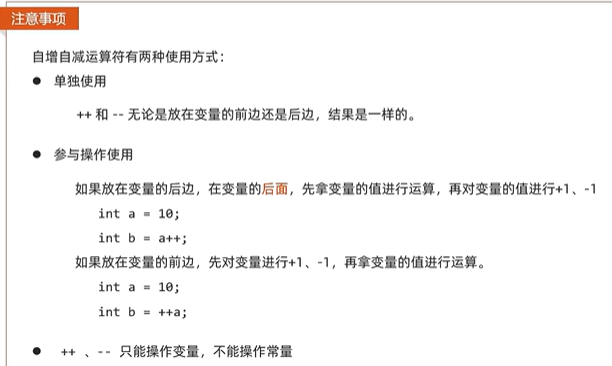 注意事项
自增自减运算符有两种使用方式：
● 单独使用
++ 和 -- 无论是放在变量的前边还是后边，结果是一样的。
● 参与操作使用
如果放在变量的后边，在变量的后面，先拿变量的值进行运算，再对变量的值进行+1、-1
int a = 10;
int b = a++;
如果放在变量的前边，先对变量进行+1、-1，再拿变量的值进行运算。
int a = 10;
int b = ++a;
● ++ 、-- 只能操作变量，不能操作常量